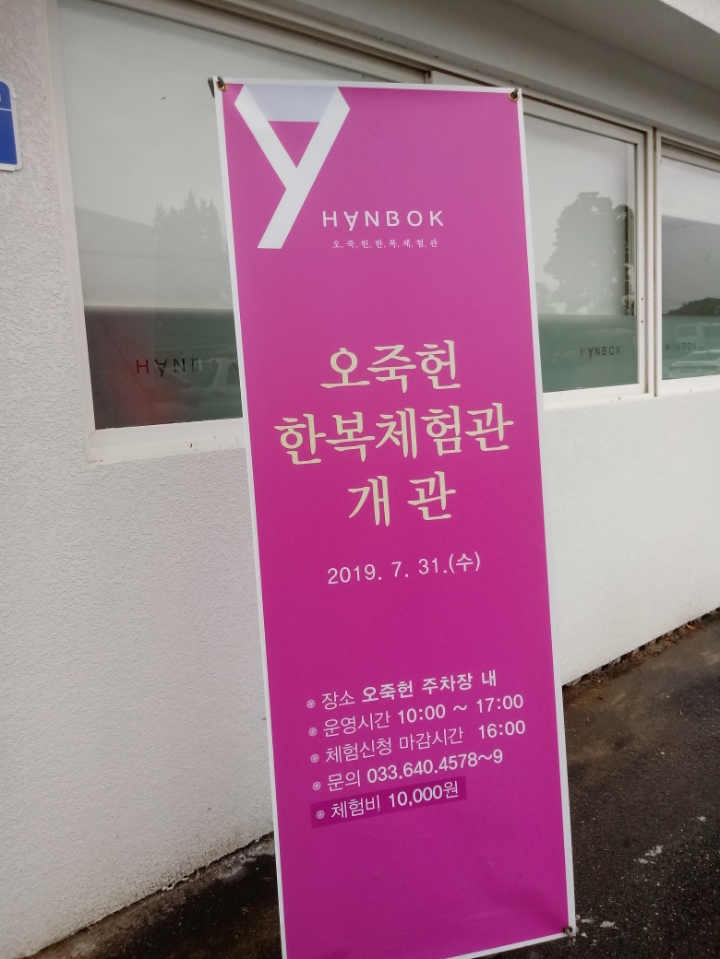 HANBOK
오.죽.헌.한.복.체.험.관
오죽헌
한복체험관
개관
2019. 7. 31.(수)
장소 오죽헌 주차장 내
운영시간 10:00 ~ 17:00
체험신청 마감시간 16:00
문의 033.640.4578~9
체험비 10,000원
HANBOK
HANBOK
HANBOK